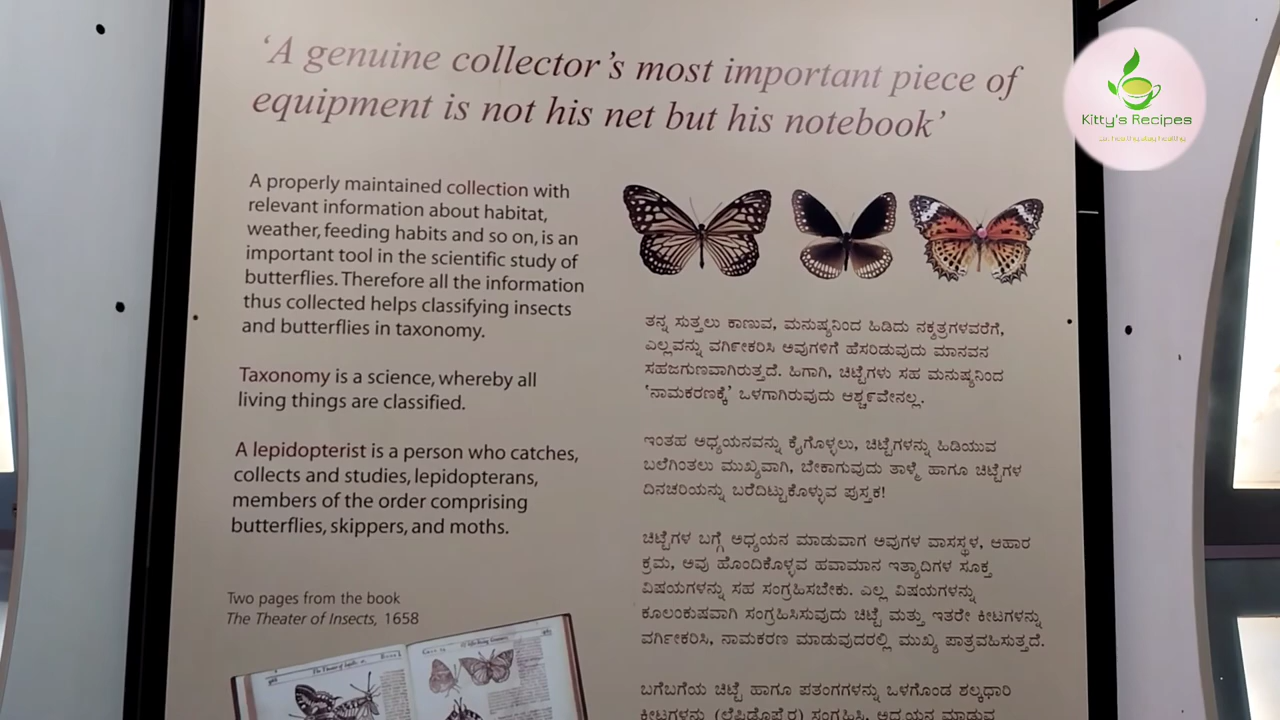 ‘A genuine collector’s most important piece of
equipment is not his net but his notebook’
A properly maintained collection with
relevant information about habitat,
weather, feeding habits and so on, is an
important tool in the scientific study of
butterflies. Therefore all the information
thus collected helps classifying insects
and butterflies in taxonomy.
Taxonomy is a science, whereby all
living things are classified.
A lepidopterist is a person who catches,
collects and studies, lepidopterans,
members of the order comprising
butterflies, skippers, and moths.
Two pages from the book
The Theater of Insects, 1658
ತನ್ನ ಸುತ್ತಲು ಕಾಣುವ, ಮನುಷ್ಯನಿಂದ ಹಿಡಿದು ನಕ್ಷತ್ರಗಳವರೆಗೆ,
ಎಲ್ಲವನ್ನು ವರ್ಗೀಕರಿಸಿ ಅವುಗಳಿಗೆ ಹೆಸರಿಡುವುದು ಮಾನವನ
ಸಹಜಗುಣವಾಗಿರುತ್ತದೆ. ಹಿಗಾಗಿ, ಚಿಟ್ಟೆಗಳು ಸಹ ಮನುಷ್ಯನಿಂದ
‘ನಾಮಕರಣಕ್ಕೆ’ ಒಳಗಾಗಿರುವುದು ಆಶ್ಚರ್ಯವೇನಲ್ಲ.
ಇಂತಹ ಅಧ್ಯಯನವನ್ನು ಕೈಗೊಳ್ಳಲು, ಚಿಟ್ಟೆಗಳನ್ನು ಹಿಡಿಯುವ
ಬಲೆಗಿಂತಲು ಮುಖ್ಯವಾಗಿ, ಬೇಕಾಗುವುದು ತಾಳ್ಮೆ ಹಾಗೂ ಚಿಟ್ಟೆಗಳ
ದಿನಚರಿಯನ್ನು ಬರೆದಿಟ್ಟುಕೊಳ್ಳುವ ಪುಸ್ತಕ!
ಚಿಟ್ಟೆಗಳ ಬಗ್ಗೆ ಅಧ್ಯಯನ ಮಾಡುವಾಗ ಅವುಗಳ ವಾಸಸ್ಥಳ, ಆಹಾರ
ಕ್ರಮ, ಅವು ಹೊಂದಿಕೊಳ್ಳವ ಹವಾಮಾನ ಇತ್ಯಾದಿಗಳ ಸೂಕ್ತ
ವಿಷಯಗಳನ್ನು ಸಹ ಸಂಗ್ರಹಿಸಬೇಕು. ಎಲ್ಲ ವಿಷಯಗಳನ್ನು
ಕೂಲಂಕುಷವಾಗಿ ಸಂಗ್ರಹಿಸಿಸುವುದು ಚಿಟ್ಟೆ ಮತ್ತು ಇತರೇ ಕೀಟಗಳನ್ನು
ವರ್ಗೀಕರಿಸಿ, ನಾಮಕರಣ ಮಾಡುವುದರಲ್ಲಿ ಮುಖ್ಯ ಪಾತ್ರವಹಿಸುತ್ತದೆ.
ಬಗೆಬಗೆಯ ಚಿಟ್ಟೆ ಹಾಗೂ ಪತಂಗಗಳನ್ನು ಒಳಗೊಂಡ ಶಲ್ಕಧಾರಿ
ಕೀಟಗಳನ್ನು (ಲೆಪಿಡೊಪ್ಟೆರ) ಸಂಗ್ರಹಿಸಿ, ಅಧ್ಯಯನ ಮಾಡುವ
Kitty's Recipes